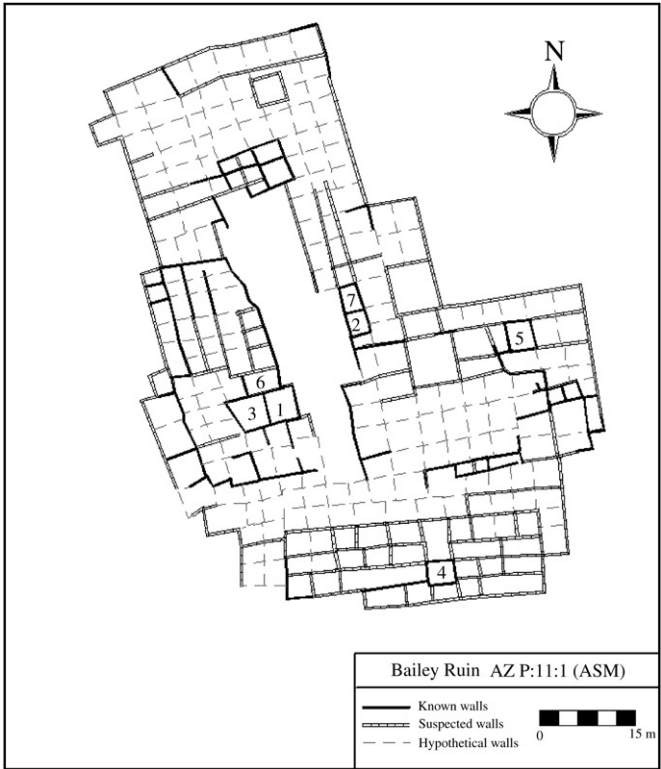 N
7
2
5
6
3 1
4
Bailey Ruin AZ P:11:1 (ASM)
Known walls
Suspected walls
Hypothetical walls
0 15 m